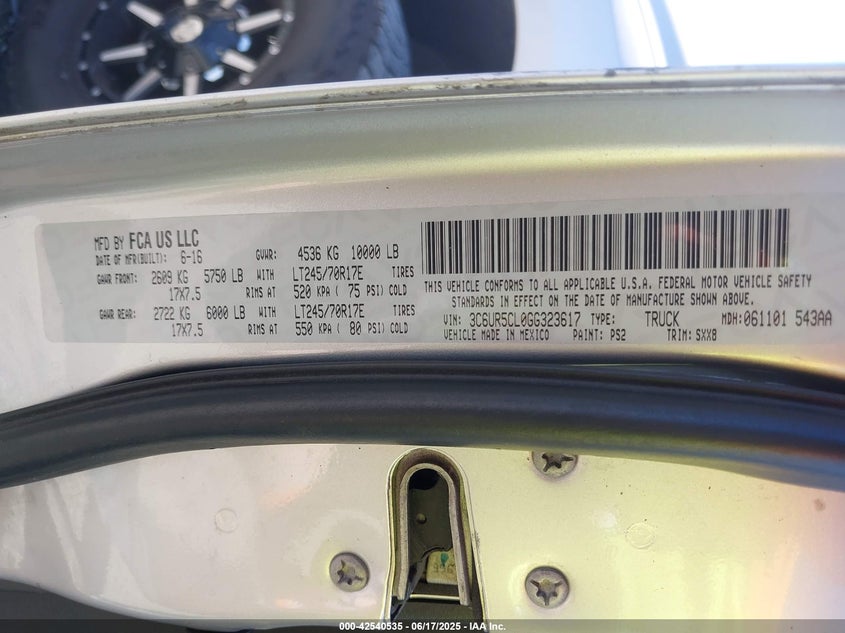 MFD BY FCA US LLC
DATE OF MFR(BUILT): 6-16 GVWR: 4536 KG 10000 LB
GAWR FRONT: 2609 KG 5750 LB WITH LT245/70R17E TIRES
17X7.5 RIMS AT 520 KPA ( 75 PSI) COLD
GAWR REAR: 2722 KG 6000 LB WITH LT245/70R17E TIRES
17X7.5 RIMS AT 550 KPA ( 80 PSI) COLD
THIS VEHICLE CONFORMS TO ALL APPLICABLE U.S.A. FEDERAL MOTOR VEHICLE SAFETY
STANDARDS IN EFFECT ON THE DATE OF MANUFACTURE SHOWN ABOVE.
VIN: 3C6UR5CL0GG323617 TYPE: TRUCK MDH:061101 543AA
VEHICLE MADE IN MEXICO PAINT: PS2 TRIM: SXX8
000-42540535 - 06/17/2025 - IAA Inc.